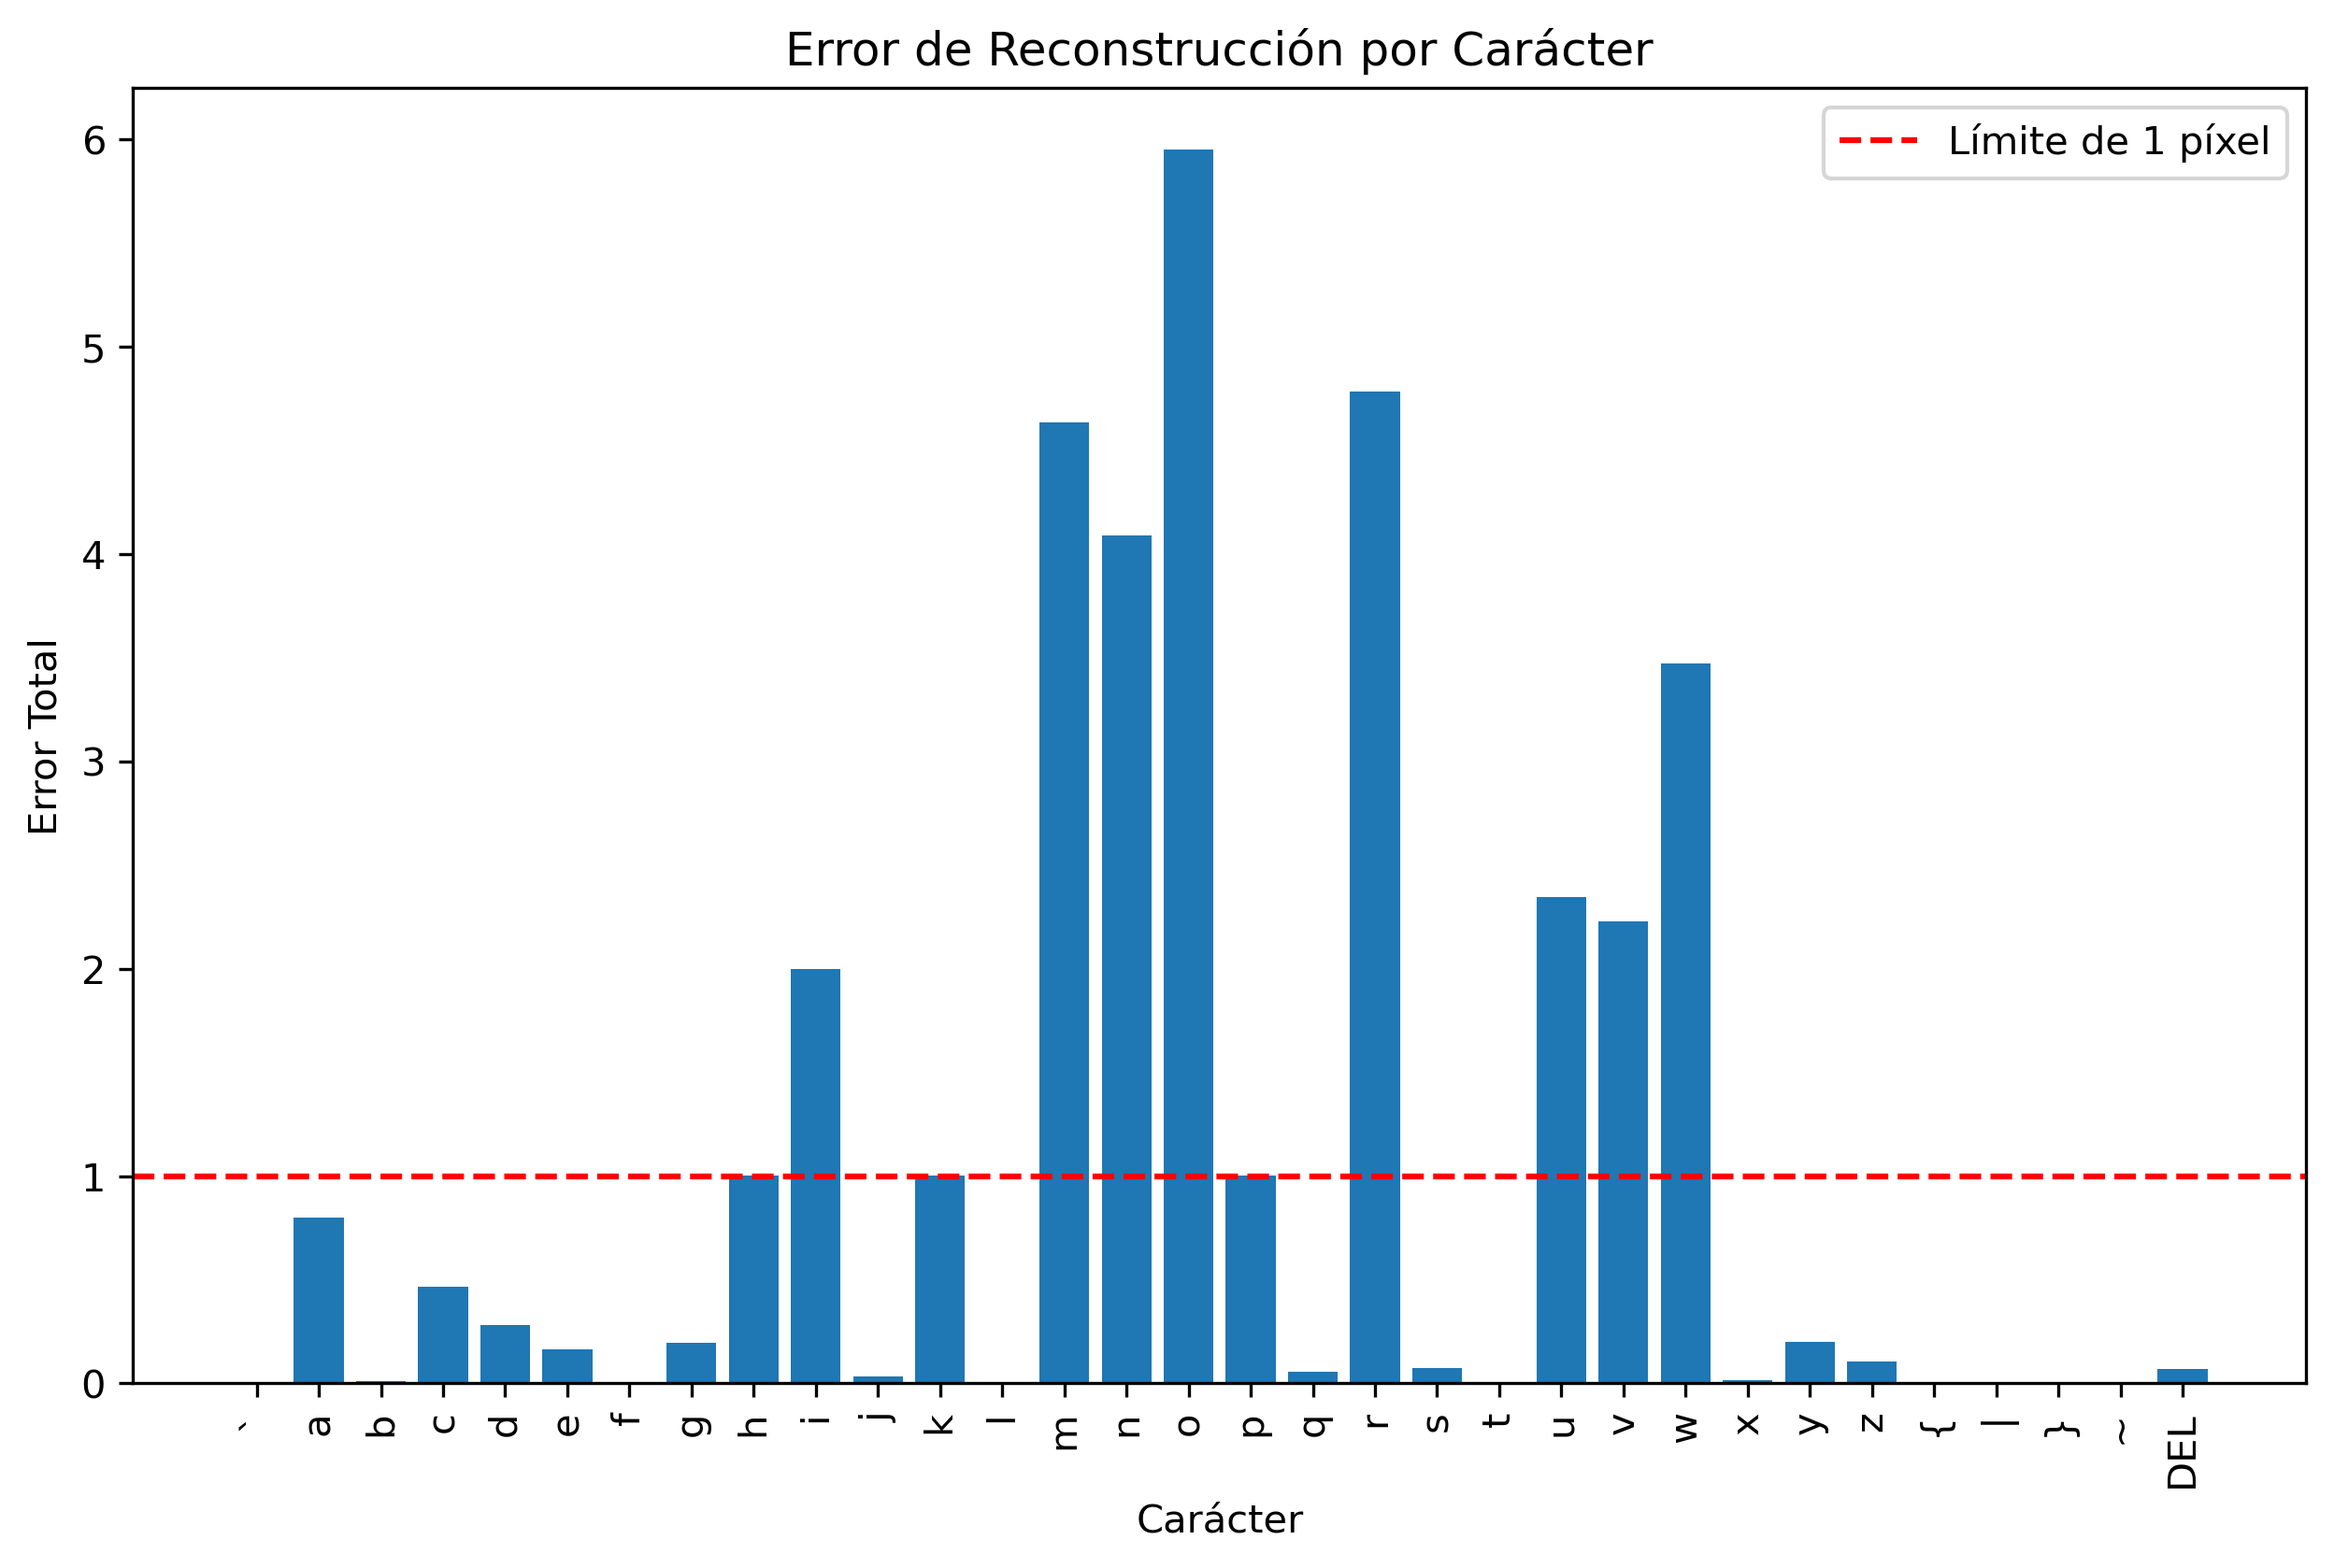 Error de Reconstrucción por Carácter
Límite de 1 píxel
6
5
4
3
2
1
0
Error Total
` a b c d e f g h i j k l m n o p q r s t u v w x y z { | } ~ DEL
Carácter